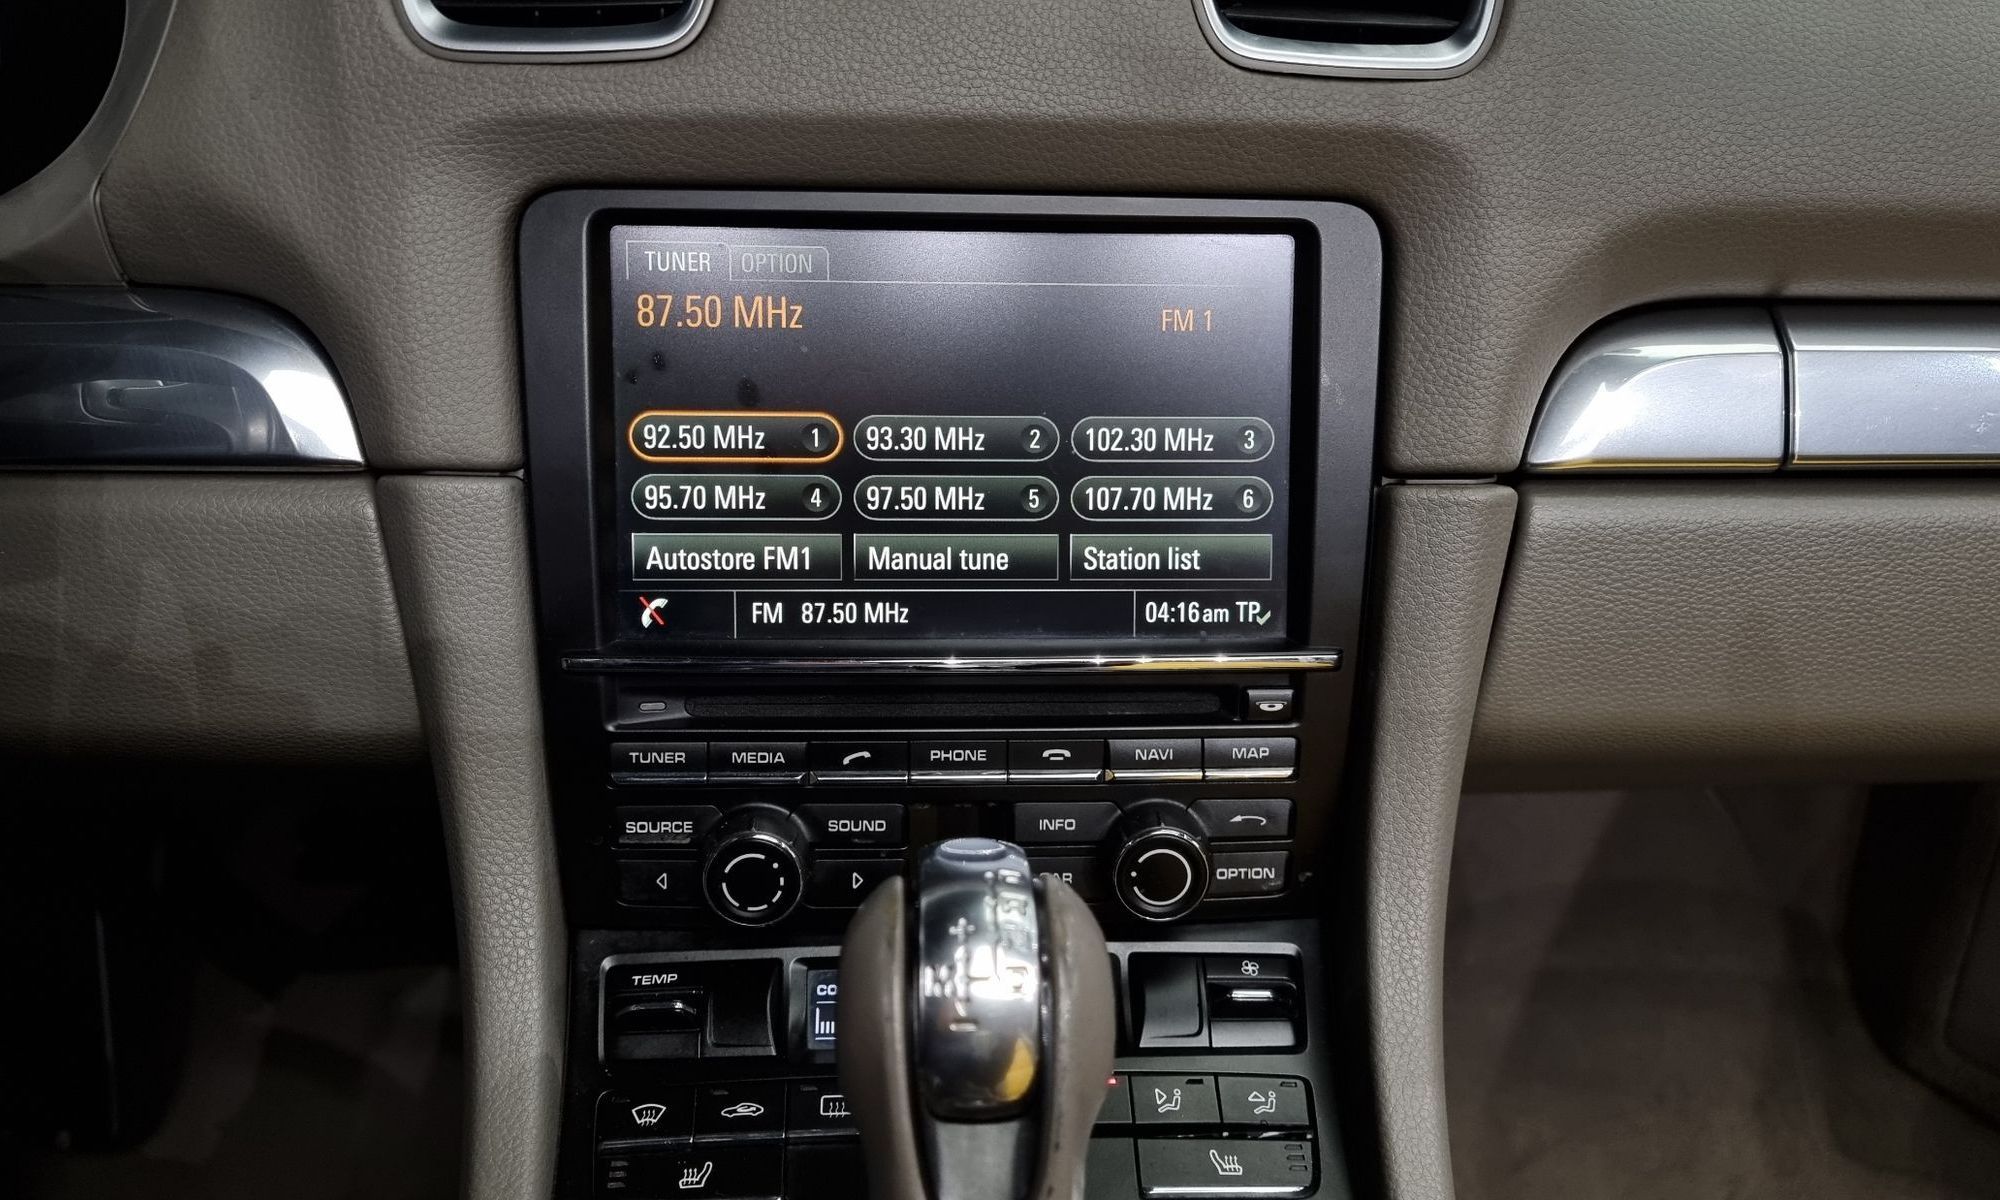 TUNER OPTION
87.50 MHz FM 1
92.50 MHz 1 93.30 MHz 2 102.30 MHz 3
95.70 MHz 4 97.50 MHz 5 107.70 MHz 6
Autostore FM1 Manual tune Station list
FM 87.50 MHz 04:16am TP
TUNER MEDIA PHONE NAVI MAP
SOURCE SOUND INFO
OPTION
TEMP